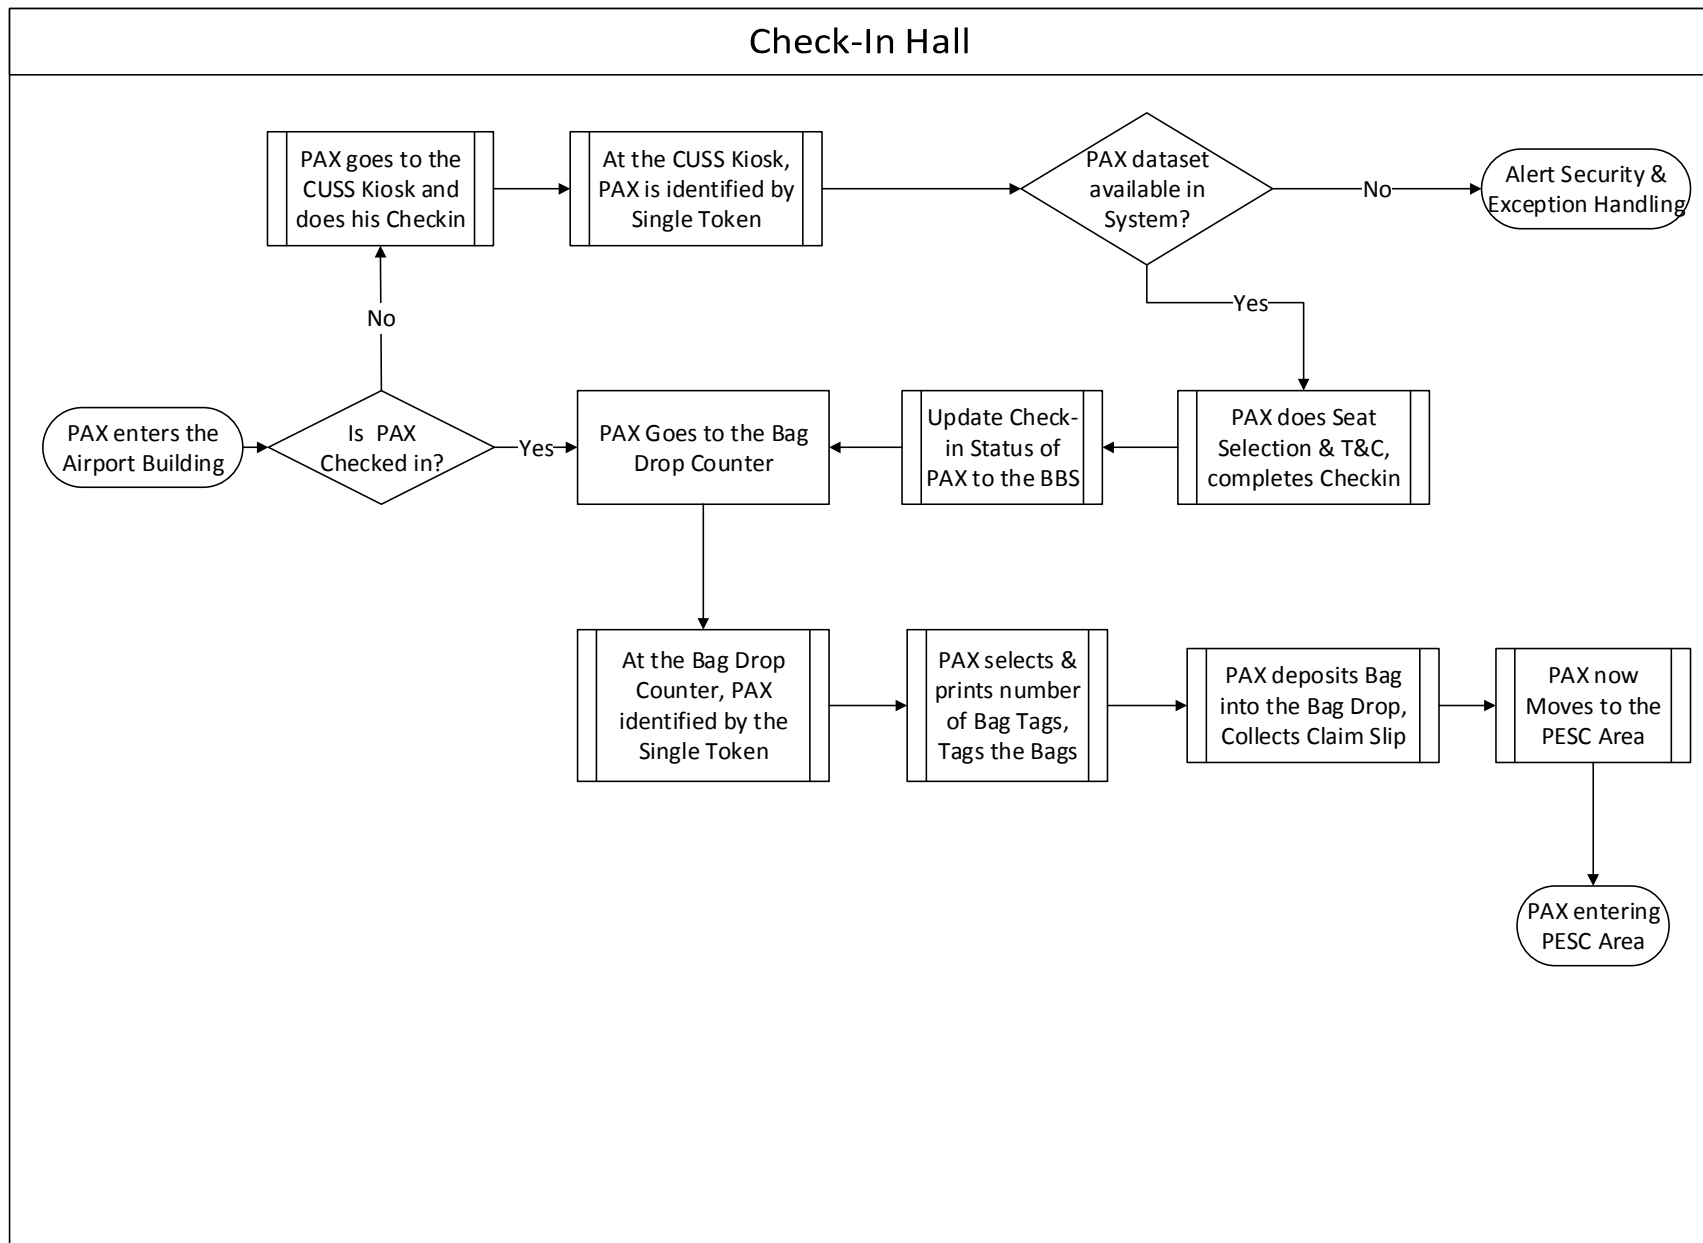 Check-In Hall
PAX goes to the
CUSS Kiosk and
does his Checkin
At the CUSS Kiosk,
PAX is identified by
Single Token
PAX dataset
available in
System?
No
Alert Security &
Exception Handling
Yes
No
PAX enters the
Airport Building
Is  PAX
Checked in?
Yes
PAX Goes to the Bag
Drop Counter
Update Check-
in Status of
PAX to the BBS
PAX does Seat
Selection & T&C,
completes Checkin
At the Bag Drop
Counter, PAX
identified by the
Single Token
PAX selects &
prints number
of Bag Tags,
Tags the Bags
PAX deposits Bag
into the Bag Drop,
Collects Claim Slip
PAX now
Moves to the
PESC Area
PAX entering
PESC Area